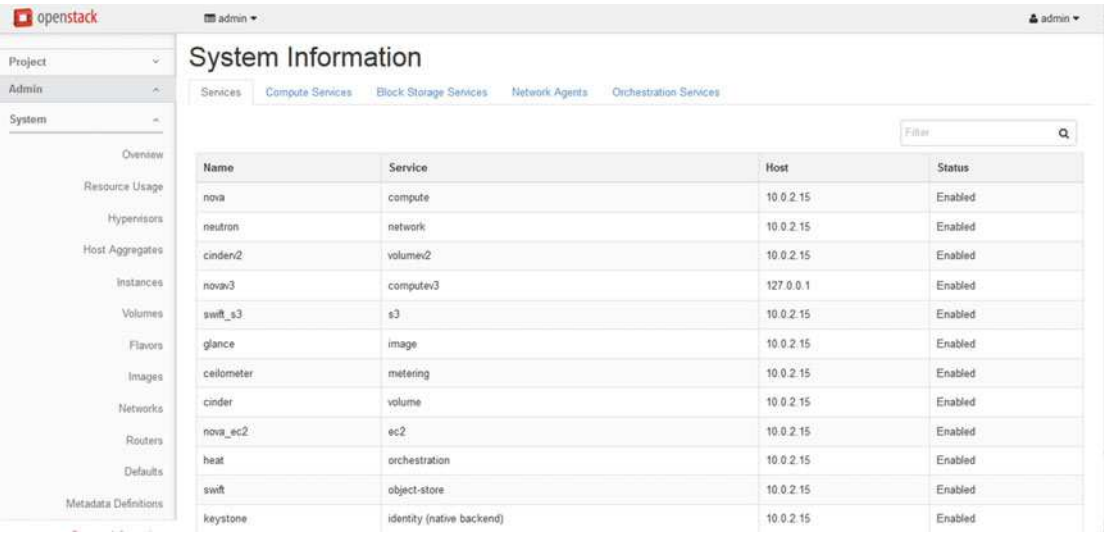 openstack
admin
admin
Project
Admin
System
Overview
Resource Usage
Hypervisors
Host Aggregates
Instances
Volumes
Flavors
Images
Networks
Routers
Defaults
Metadata Definitions
System Information
Services Compute Services Block Storage Services Network Agents Orchestration Services
Filter
Name Service Host Status
nova compute 10.0.2.15 Enabled
neutron network 10.0.2.15 Enabled
cinderv2 volumev2 10.0.2.15 Enabled
novav3 computev3 127.0.0.1 Enabled
swift_s3 s3 10.0.2.15 Enabled
glance image 10.0.2.15 Enabled
ceilometer metering 10.0.2.15 Enabled
cinder volume 10.0.2.15 Enabled
nova_ec2 ec2 10.0.2.15 Enabled
heat orchestration 10.0.2.15 Enabled
swift object-store 10.0.2.15 Enabled
keystone identity (native backend) 10.0.2.15 Enabled